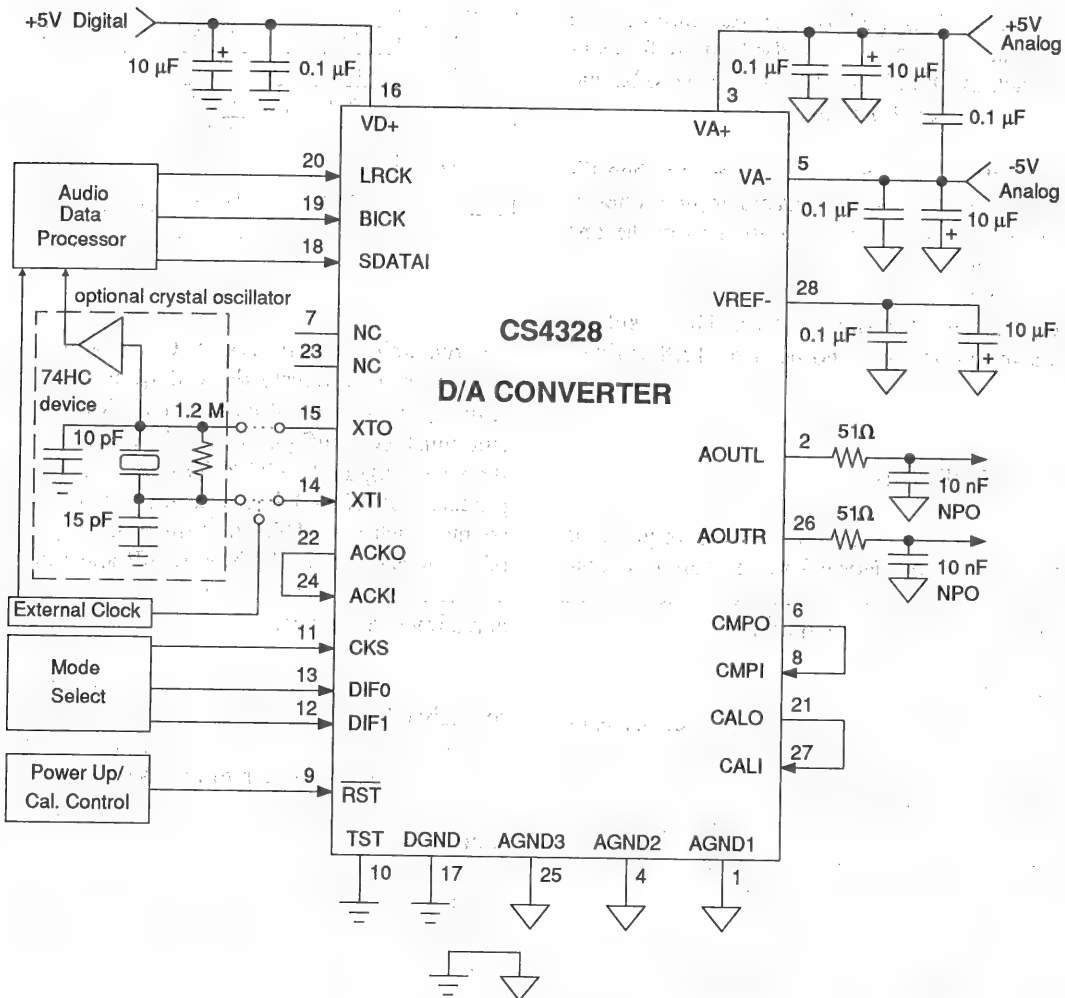 +5V Digital
10 µF
+
0.1 µF
16
VD+
+5V
Analog
0.1 µF
+
10 µF
3
VA+
0.1 µF
5
VA-
-5V
Analog
0.1 µF
10 µF
+
28
VREF-
0.1 µF
10 µF
+
Audio
Data
Processor
20
LRCK
19
BICK
18
SDATAI
optional crystal oscillator
7
NC
23
NC
CS4328
D/A CONVERTER
74HC
device
1.2 M
15
XTO
10 pF
14
XTI
15 pF
22
ACKO
24
ACKI
External Clock
11
CKS
Mode
Select
13
DIF0
12
DIF1
Power Up/
Cal. Control
9
RST
2
AOUTL
51Ω
10 nF
NPO
26
AOUTR
51Ω
10 nF
NPO
6
CMPO
8
CMPI
21
CALO
27
CALI
TST
DGND
AGND3
AGND2
AGND1
10
17
25
4
1